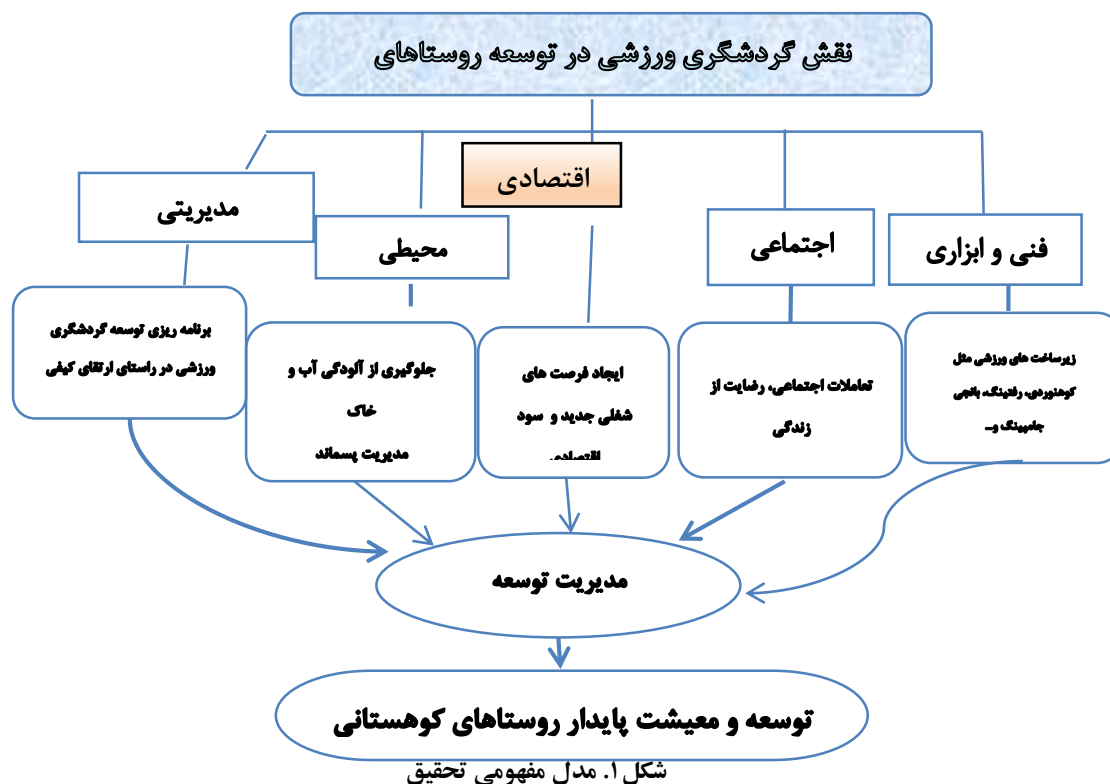 نقش گردشگری ورزشی در توسعه روستاهای
فنی و ابزاری
اجتماعی
اقتصادی
محیطی
مدیریتی
زیرساخت های ورزشی مثل
کوهنوردی، رفتینگ، بانجی
جامپینگ و...
تعاملات اجتماعی، رضایت از
زندگی
ایجاد فرصت های
شغلی جدید و سود
اقتصادی
جلوگیری از آلودگی آب و
خاک
مدیریت پسماند
برنامه ریزی توسعه گردشگری
ورزشی در راستای ارتقای کیفی
مدیریت توسعه
توسعه و معیشت پایدار روستاهای کوهستانی
شکل ۱. مدل مفهومی تحقیق